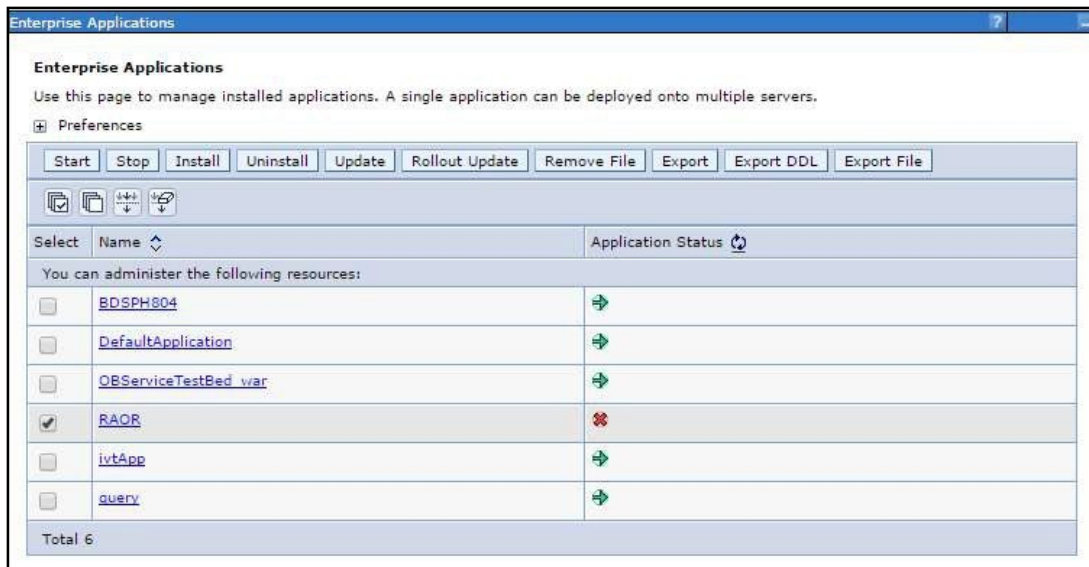 Enterprise Applications ?
Enterprise Applications
Use this page to manage installed applications. A single application can be deployed onto multiple servers.
Preferences
Start Stop Install Uninstall Update Rollout Update Remove File Export Export DDL Export File
Select Name Application Status
You can administer the following resources:
BDSPH804
DefaultApplication
OBServiceTestBed_war
RAOR
ivtApp
query
Total 6